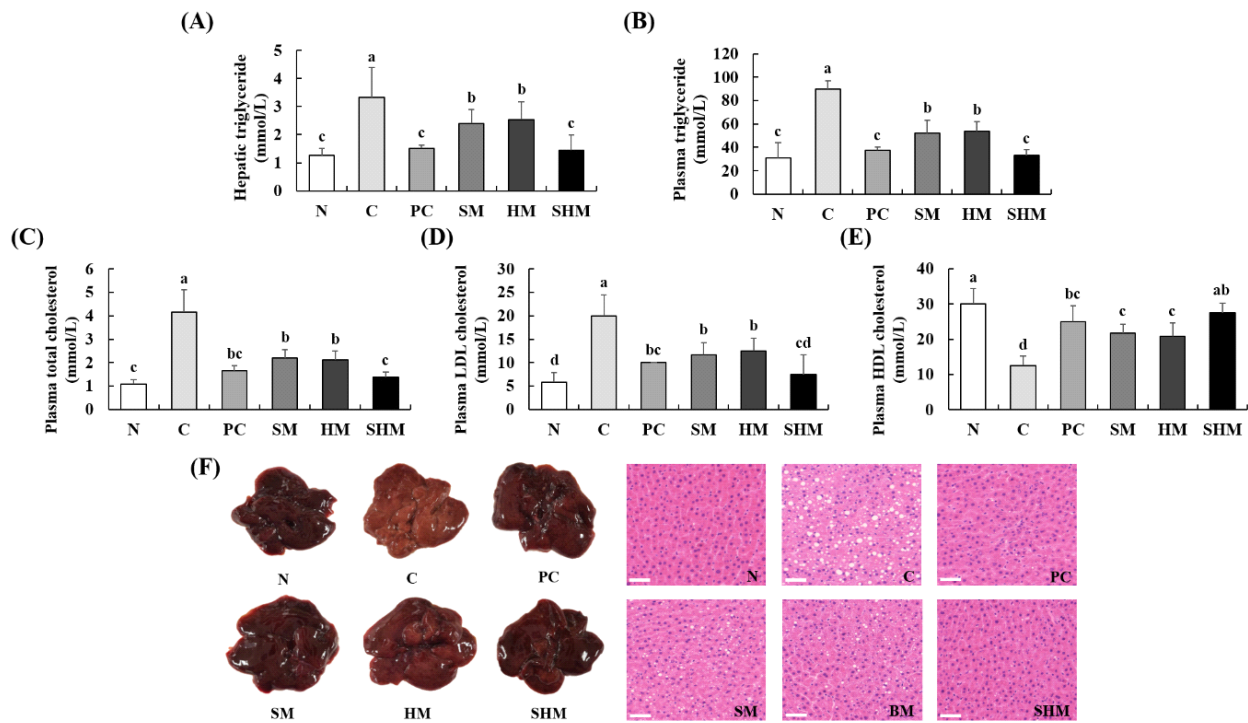 (A)
Hepatic triglyceride
(mmol/L)
5
4
3
2
1
0
c
a
c
b
b
c
N
C
PC
SM
HM
SHM
(B)
Plasma triglyceride
(mmol/L)
120
100
80
60
40
20
0
c
a
c
b
b
c
N
C
PC
SM
HM
SHM
(C)
Plasma total cholesterol
(mmol/L)
6
5
4
3
2
1
0
c
a
bc
b
b
c
N
C
PC
SM
HM
SHM
(D)
Plasma LDL cholesterol
(mmol/L)
30
25
20
15
10
5
0
d
a
bc
b
b
cd
N
C
PC
SM
HM
SHM
(E)
Plasma HDL cholesterol
(mmol/L)
40
30
20
10
0
a
d
bc
c
c
ab
N
C
PC
SM
HM
SHM
(F)
N
C
PC
SM
HM
SHM
N
C
PC
SM
BM
SHM